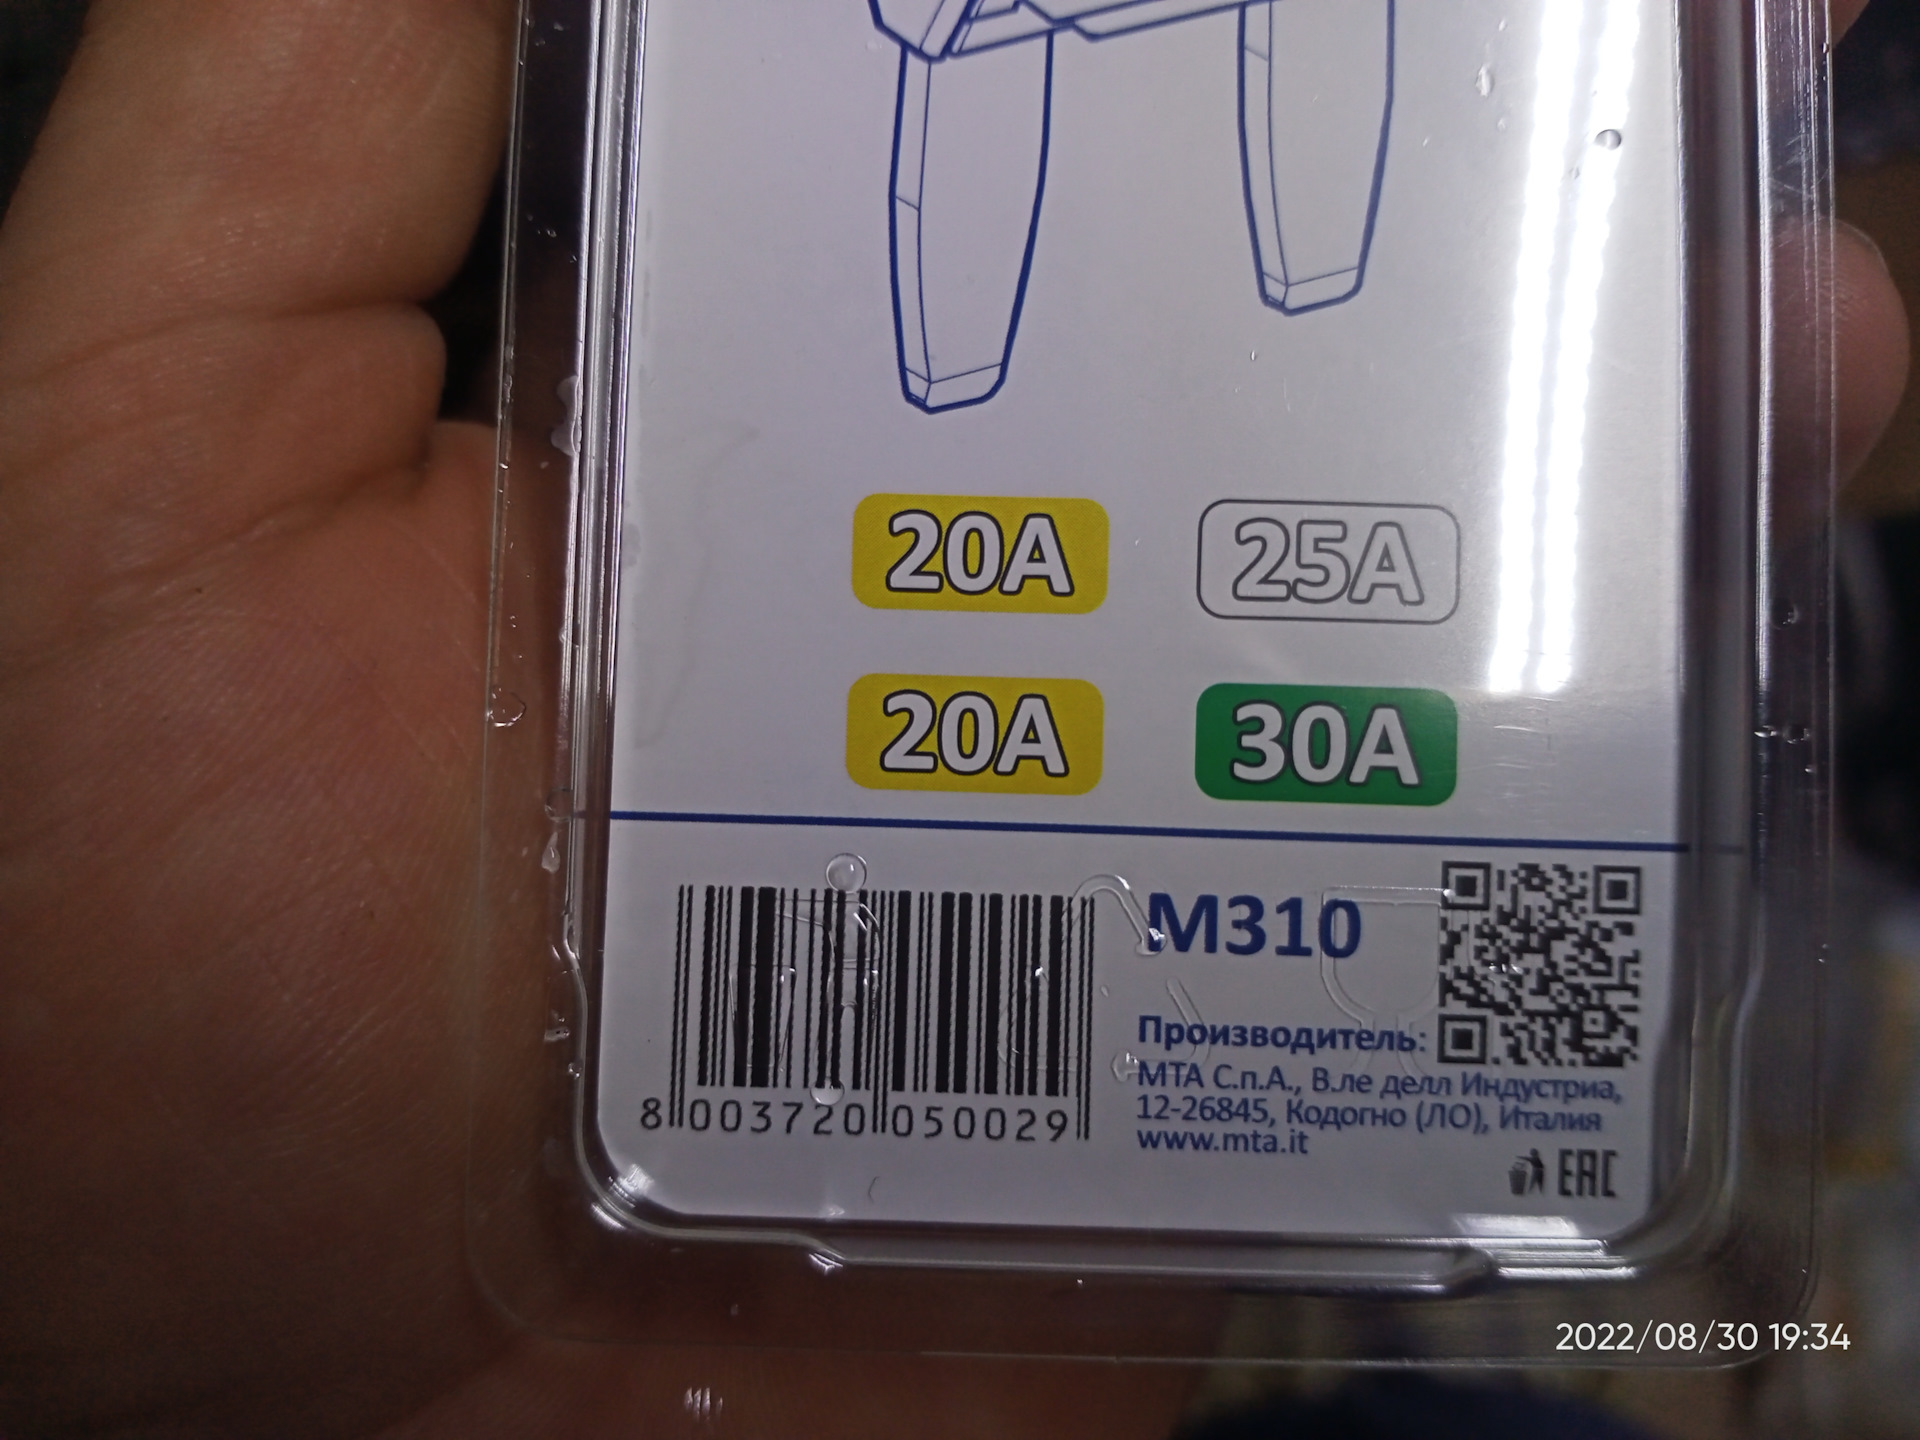 20A 25A
20A 30A
M310
Производитель:
МТА С.п.А., В.ле делл Индустриа,
12-26845, Кодогно (ЛО), Италия
www.mta.it
8 003720 050029
EAC
2022/08/30 19:34